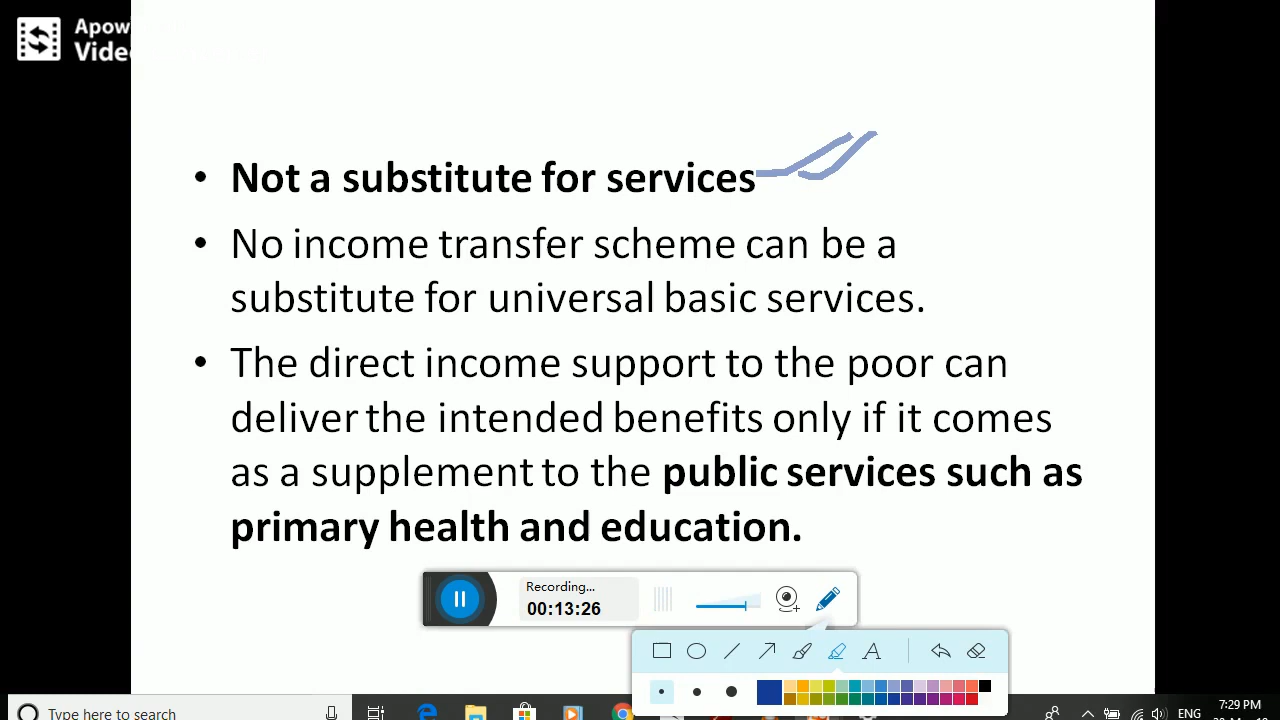 Apow
Vide
• Not a substitute for services
• No income transfer scheme can be a
substitute for universal basic services.
• The direct income support to the poor can
deliver the intended benefits only if it comes
as a supplement to the public services such as
primary health and education.
Recording...
00:13:26
A
Type here to search
ENG
7:29 PM